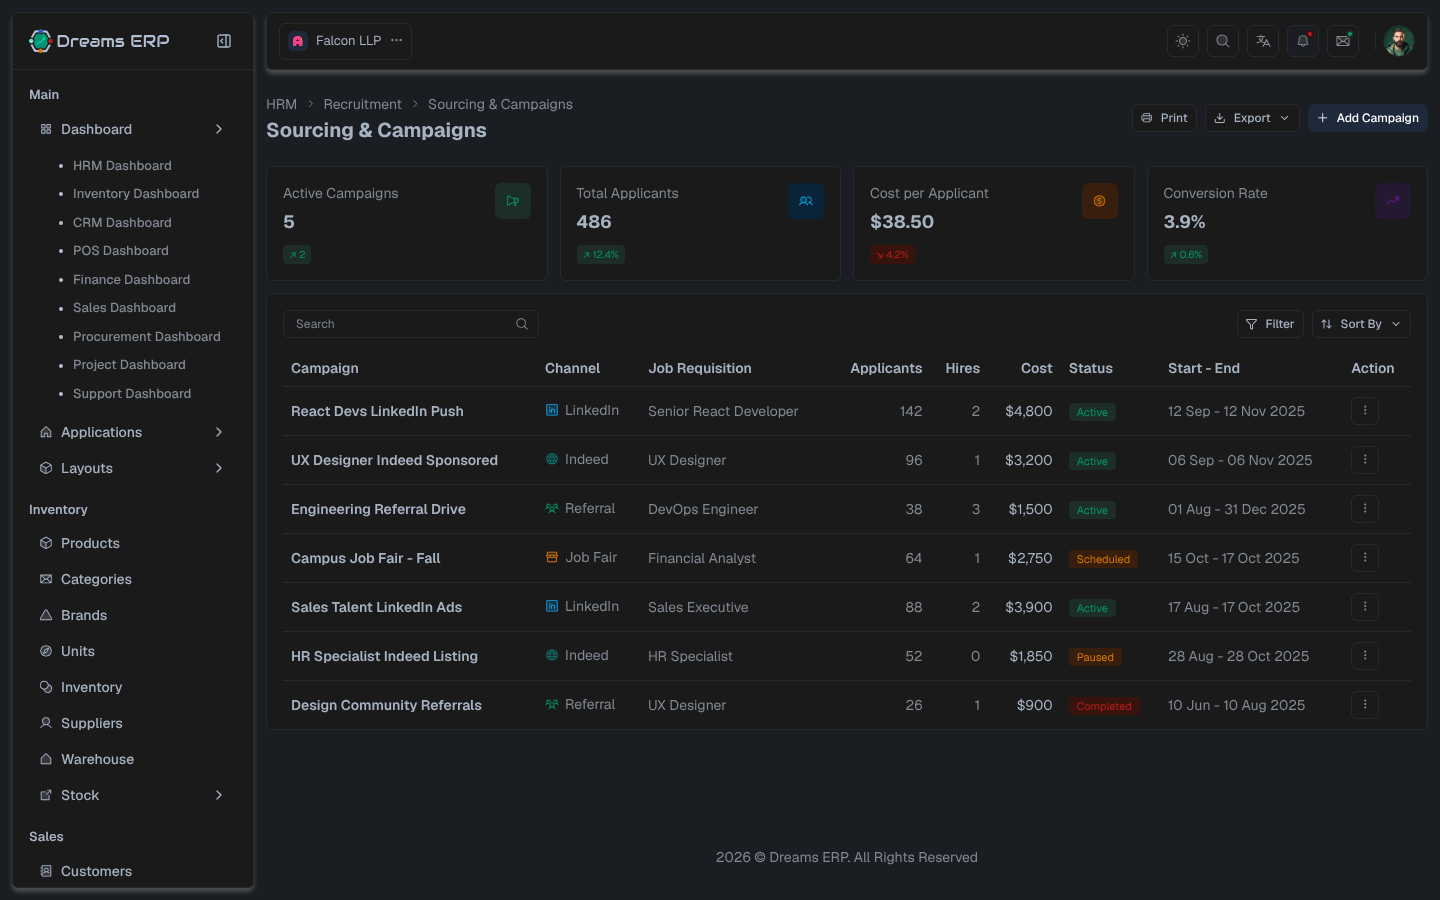 Dreams ERP
Main
Dashboard
HRM Dashboard
Inventory Dashboard
CRM Dashboard
POS Dashboard
Finance Dashboard
Sales Dashboard
Procurement Dashboard
Project Dashboard
Support Dashboard
Applications
Layouts
Inventory
Products
Categories
Brands
Units
Inventory
Suppliers
Warehouse
Stock
Sales
Customers
Falcon LLP
HRM > Recruitment > Sourcing & Campaigns
Sourcing & Campaigns
Print Export Add Campaign
Active Campaigns
5
2
Total Applicants
486
12.4%
Cost per Applicant
$38.50
4.2%
Conversion Rate
3.9%
0.6%
Search
Filter Sort By
Campaign Channel Job Requisition Applicants Hires Cost Status Start - End Action
React Devs LinkedIn Push LinkedIn Senior React Developer 142 2 $4,800 Active 12 Sep - 12 Nov 2025
UX Designer Indeed Sponsored Indeed UX Designer 96 1 $3,200 Active 06 Sep - 06 Nov 2025
Engineering Referral Drive Referral DevOps Engineer 38 3 $1,500 Active 01 Aug - 31 Dec 2025
Campus Job Fair - Fall Job Fair Financial Analyst 64 1 $2,750 Scheduled 15 Oct - 17 Oct 2025
Sales Talent LinkedIn Ads LinkedIn Sales Executive 88 2 $3,900 Active 17 Aug - 17 Oct 2025
HR Specialist Indeed Listing Indeed HR Specialist 52 0 $1,850 Paused 28 Aug - 28 Oct 2025
Design Community Referrals Referral UX Designer 26 1 $900 Completed 10 Jun - 10 Aug 2025
2026 © Dreams ERP. All Rights Reserved